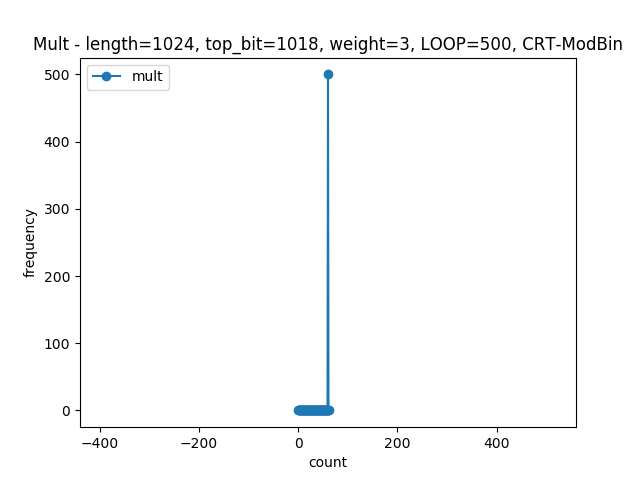 Mult - length=1024, top_bit=1018, weight=3, LOOP=500, CRT-ModBin
mult
500
400
300
200
100
0
frequency
−400 −200 0 200 400
count